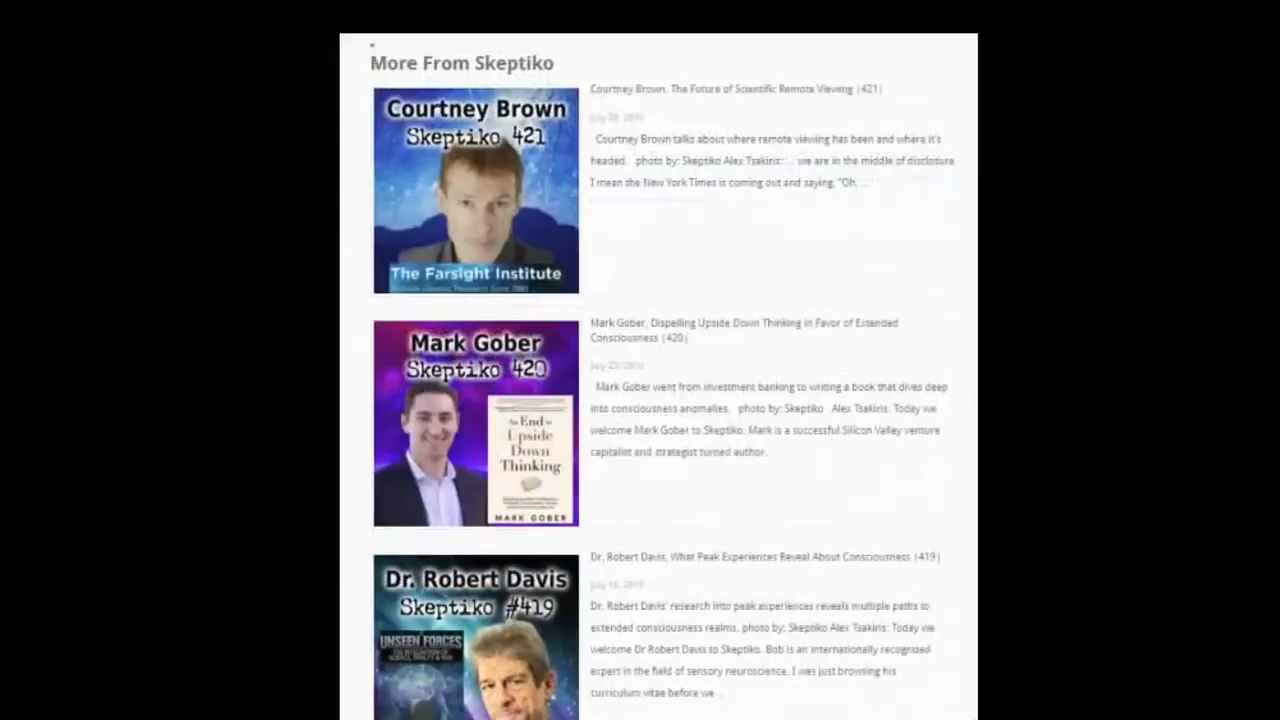 More From Skeptiko
Courtney Brown
Skeptiko 421
The Farsight Institute
Courtney Brown, The Future of Scientific Remote Viewing |421|
Courtney Brown talks about where remote viewing has been and where it's
headed. photo by: Skeptiko Alex Tsakiris: ... we are in the middle of disclosure
I mean the New York Times is coming out and saying, "Oh, ...
Mark Gober
Skeptiko 420
An End to
Upside
Down
Thinking
MARK GOBER
Mark Gober, Dispelling Upside Down Thinking in Favor of Extended
Consciousness |420|
Mark Gober went from investment banking to writing a book that dives deep
into consciousness anomalies. photo by: Skeptiko Alex Tsakiris: Today we
welcome Mark Gober to Skeptiko. Mark is a successful Silicon Valley venture
capitalist and strategist turned author.
Dr. Robert Davis
Skeptiko #419
UNSEEN FORCES
Dr. Robert Davis, What Peak Experiences Reveal About Consciousness |419|
Dr. Robert Davis' research into peak experiences reveals multiple paths to
extended consciousness realms. photo by: Skeptiko Alex Tsakiris: Today we
welcome Dr Robert Davis to Skeptiko. Bob is an internationally recognized
expert in the field of sensory neuroscience. I was just browsing his
curriculum vitae before we ...